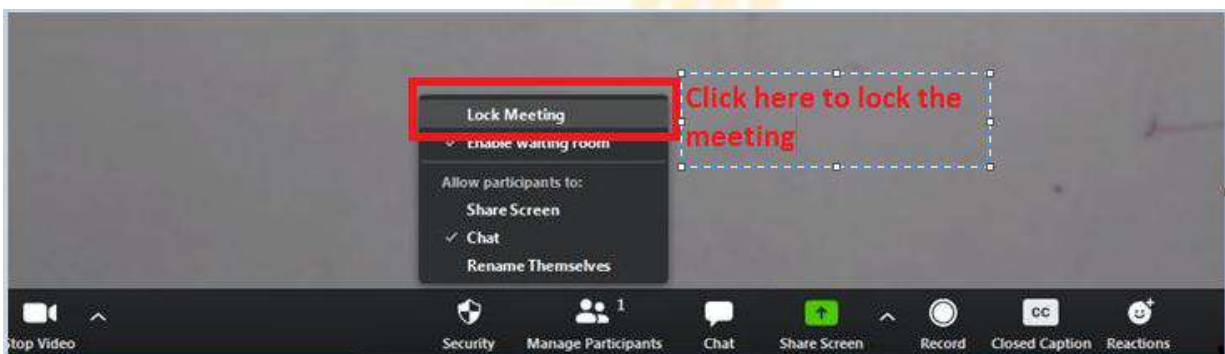 Lock Meeting
Enable waiting room
Allow participants to:
Share Screen
Chat
Rename Themselves
Click here to lock the
meeting
Stop Video
Security
Manage Participants
1
Chat
Share Screen
Record
CC
Closed Caption
Reactions